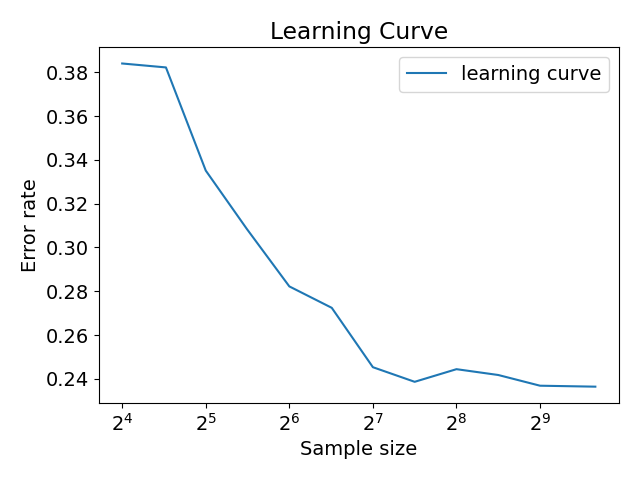 Learning Curve
learning curve
Error rate
0.38
0.36
0.34
0.32
0.30
0.28
0.26
0.24
2⁴ 2⁵ 2⁶ 2⁷ 2⁸ 2⁹
Sample size